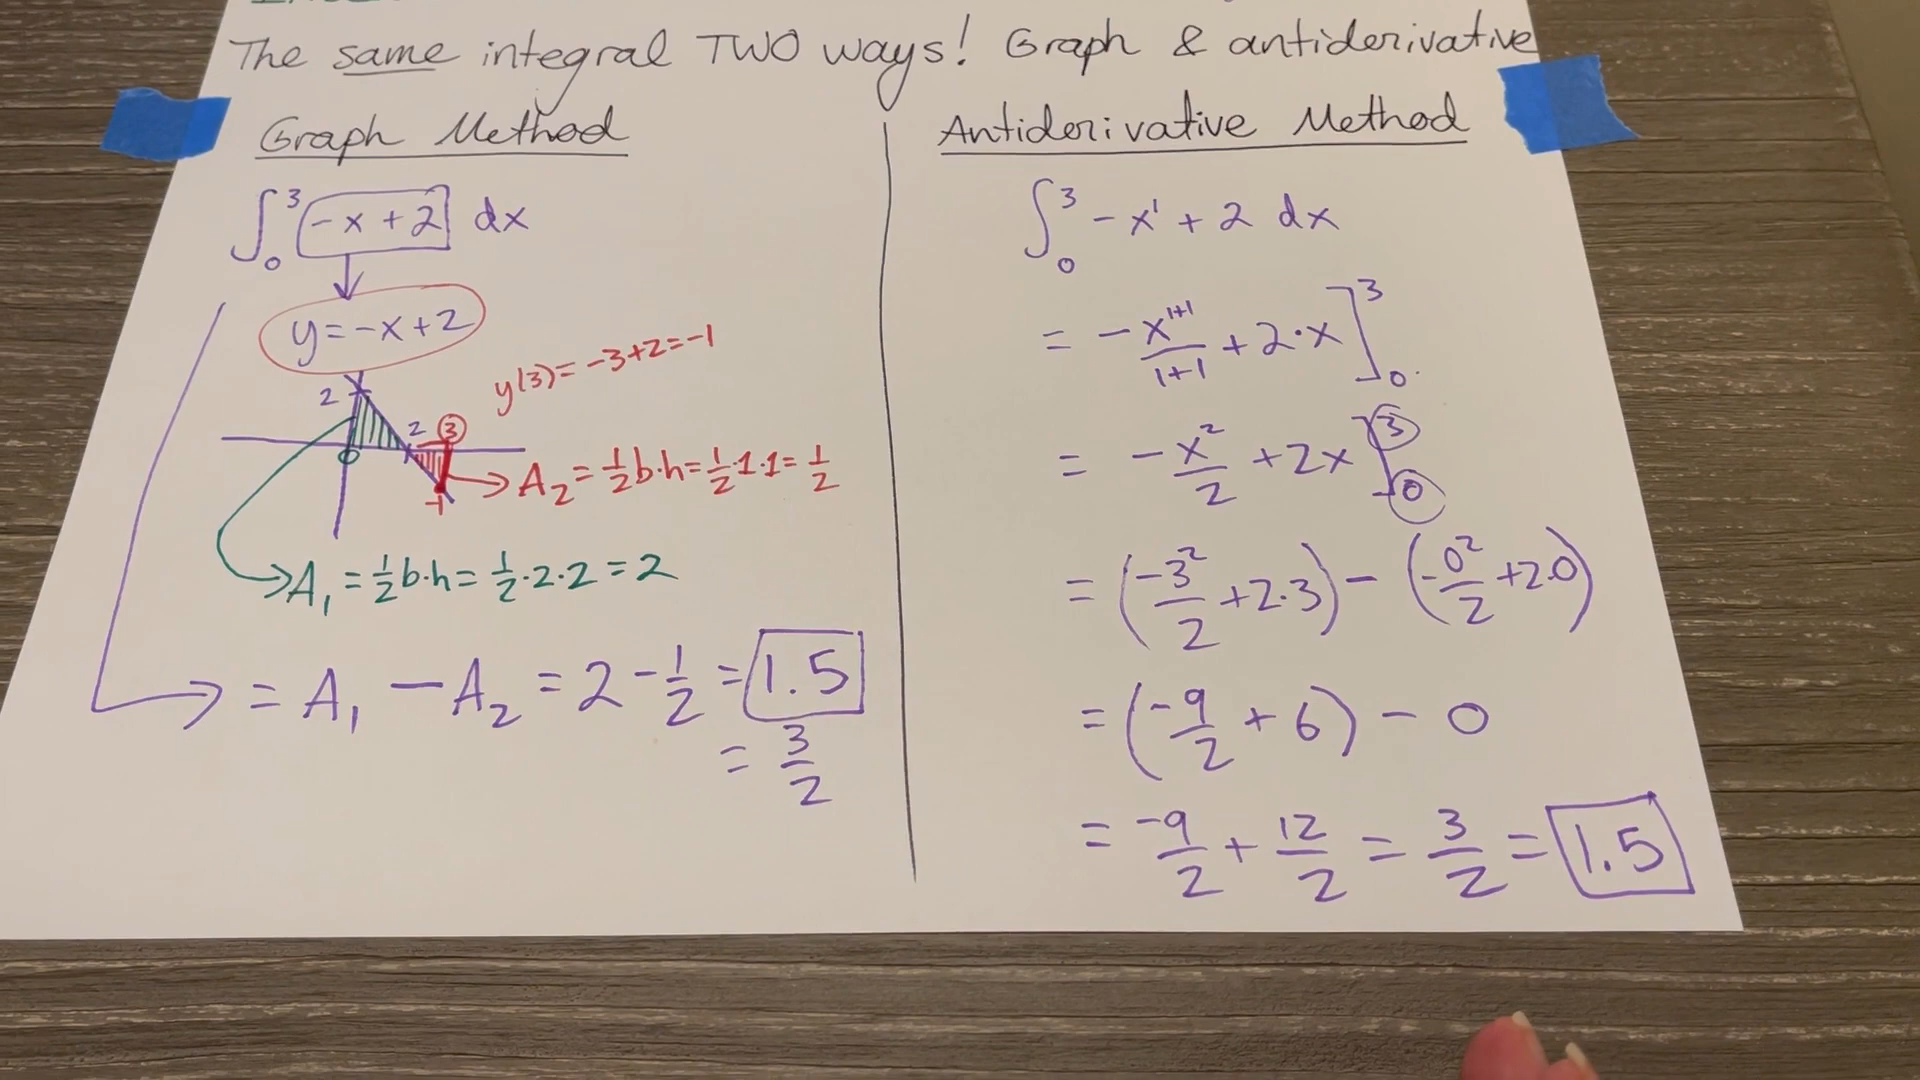 The same integral TWO ways! Graph & antiderivative
Graph Method
∫₀³ -x+2 dx
y=-x+2
y(3)=-3+2=-1
2
2
3
0
-1
A₂=½b·h=½·1·1=½
A₁=½b·h=½·2·2=2
=A₁-A₂=2-½=1.5
=3/2
Antiderivative Method
∫₀³ -x¹+2 dx
=-x¹⁺¹/1+1+2·x]₀³
=-x²/2+2x]₀³
=(-3²/2+2·3)-(-0²/2+2·0)
=(-9/2+6)-0
=-9/2+12/2=3/2=1.5